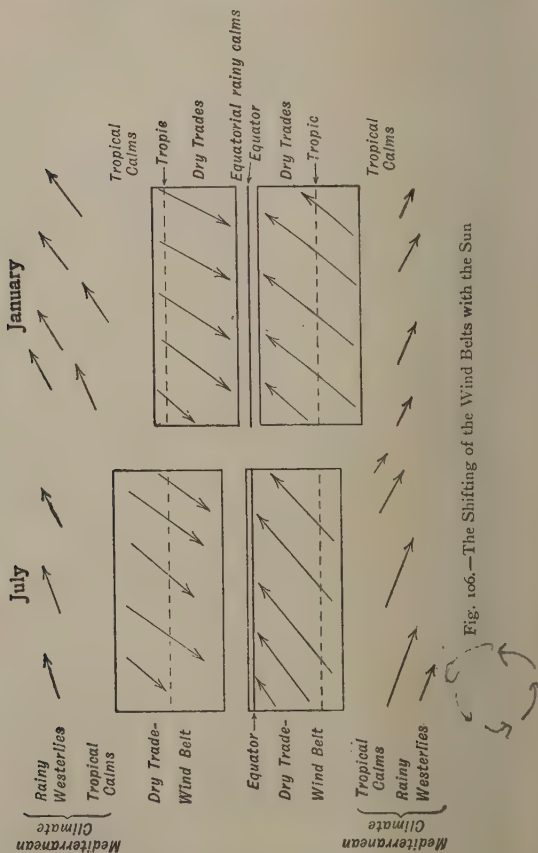 July
January
Mediterranean
Climate
Rainy
Westerlies
Tropical
Calms
Dry Trade-
Wind Belt
Equator
Dry Trade-
Wind Belt
Tropical
Calms
Rainy
Westerlies
Mediterranean
Climate
Tropical
Calms
Tropic
Dry Trades
Equatorial rainy calms
Equator
Dry Trades
Tropic
Tropical
Calms
Fig. 106.—The Shifting of the Wind Belts with the Sun